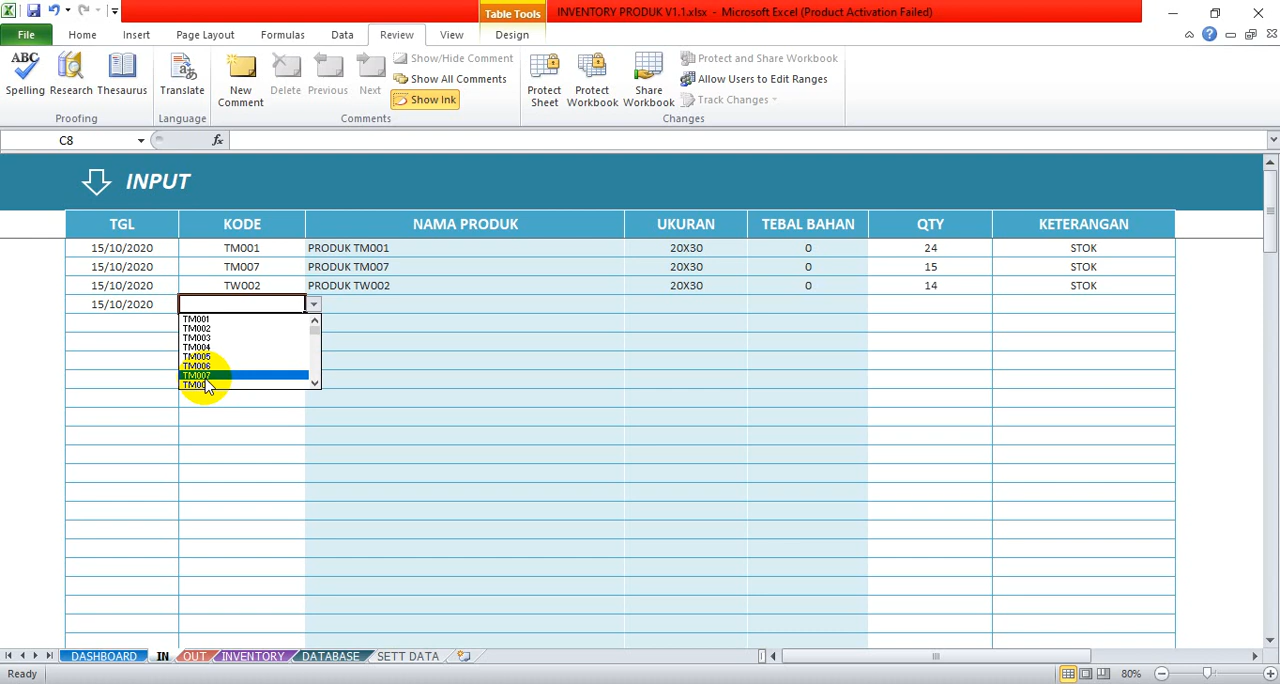 INVENTORY PRODUK V1.1.xlsx - Microsoft Excel (Product Activation Failed)
Table Tools
File Home Insert Page Layout Formulas Data Review View Design
ABC
Spelling Research Thesaurus
Proofing
Translate
Language
New Comment
Delete Previous Next
Show/Hide Comment
Show All Comments
Show Ink
Comments
Protect Sheet
Protect Workbook
Share Workbook
Protect and Share Workbook
Allow Users to Edit Ranges
Track Changes
Changes
C8 fx
INPUT
TGL KODE NAMA PRODUK UKURAN TEBAL BAHAN QTY KETERANGAN
15/10/2020 TM001 PRODUK TM001 20X30 0 24 STOK
15/10/2020 TM007 PRODUK TM007 20X30 0 15 STOK
15/10/2020 TW002 PRODUK TW002 20X30 0 14 STOK
15/10/2020
TM001
TM002
TM003
TM004
TM005
TM006
TM007
DASHBOARD IN OUT INVENTORY DATABASE SETT DATA
Ready 80%